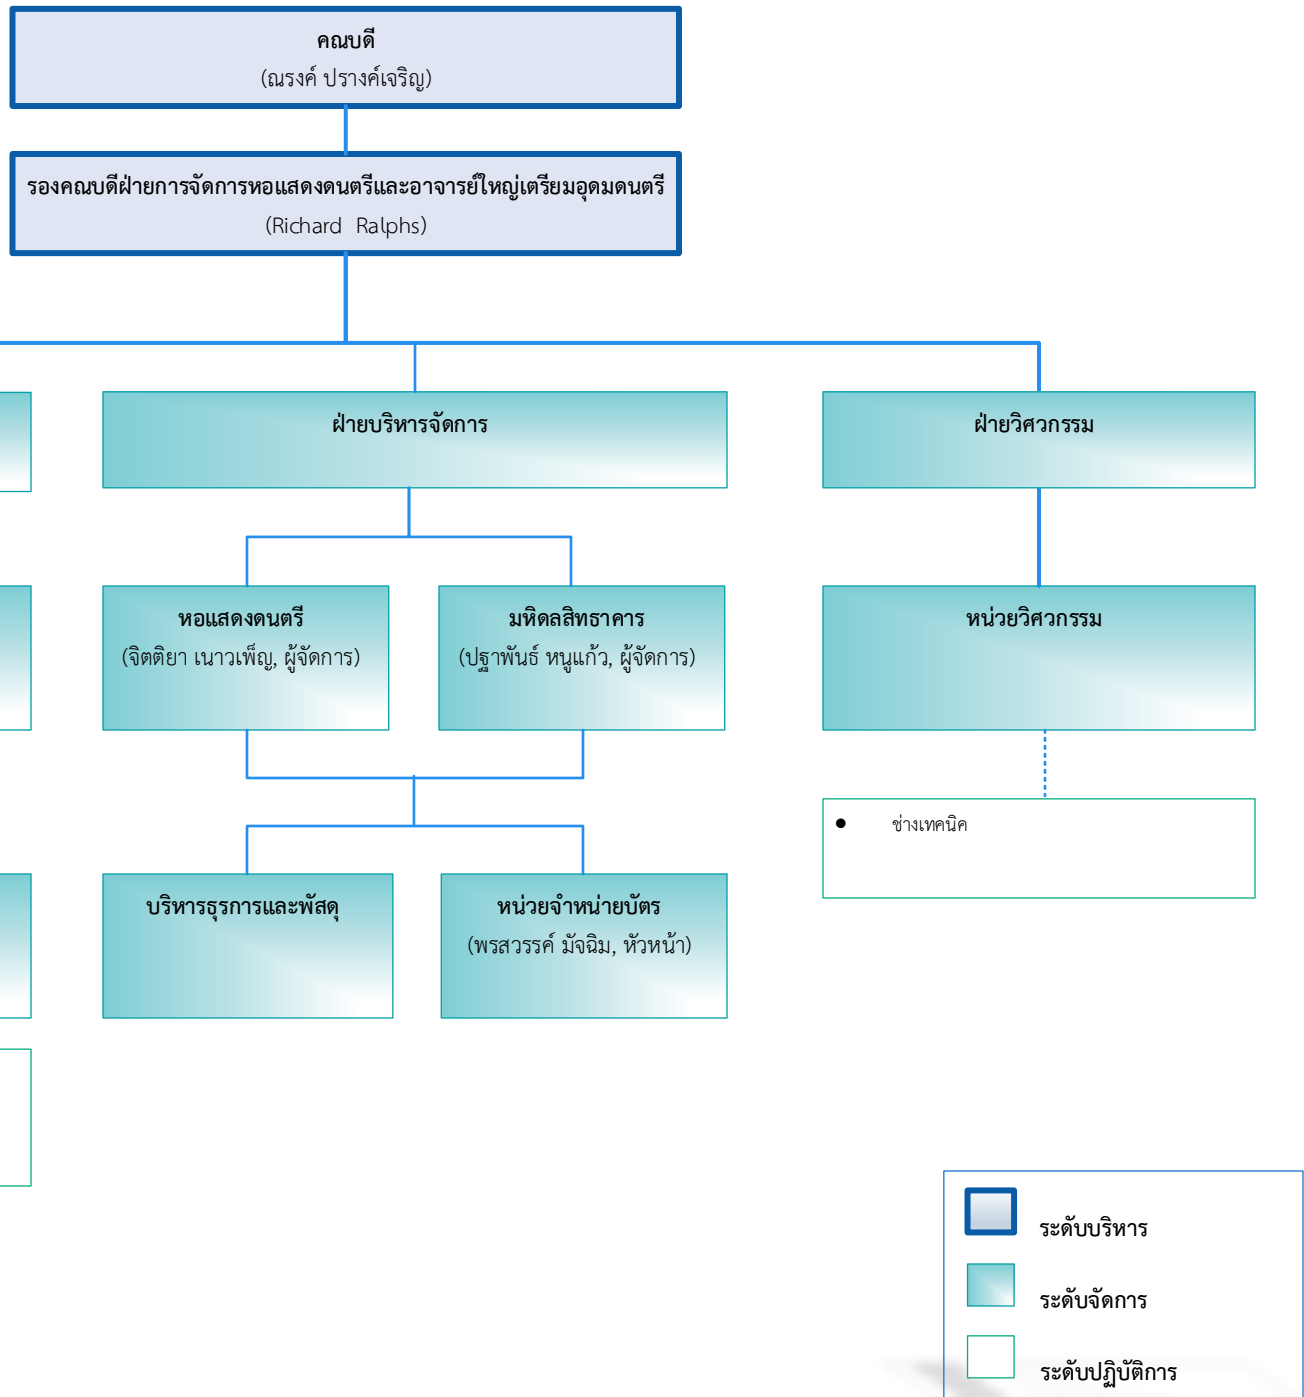 คณบดี
(ณรงค์ ปรางค์เจริญ)
รองคณบดีฝ่ายการจัดการหอแสดงดนตรีและอาจารย์ใหญ่เตรียมอุดมดนตรี
(Richard Ralphs)
ฝ่ายบริหารจัดการ
ฝ่ายวิศวกรรม
หอแสดงดนตรี
(จิตติยา เนาวเพ็ญ, ผู้จัดการ)
มหิดลสิทธาคาร
(ปฐาพันธ์ หนูแก้ว, ผู้จัดการ)
หน่วยวิศวกรรม
• ช่างเทคนิค
บริหารธุรการและพัสดุ
หน่วยจำหน่ายบัตร
(พรสวรรค์ มัจฉิม, หัวหน้า)
ระดับบริหาร
ระดับจัดการ
ระดับปฏิบัติการ